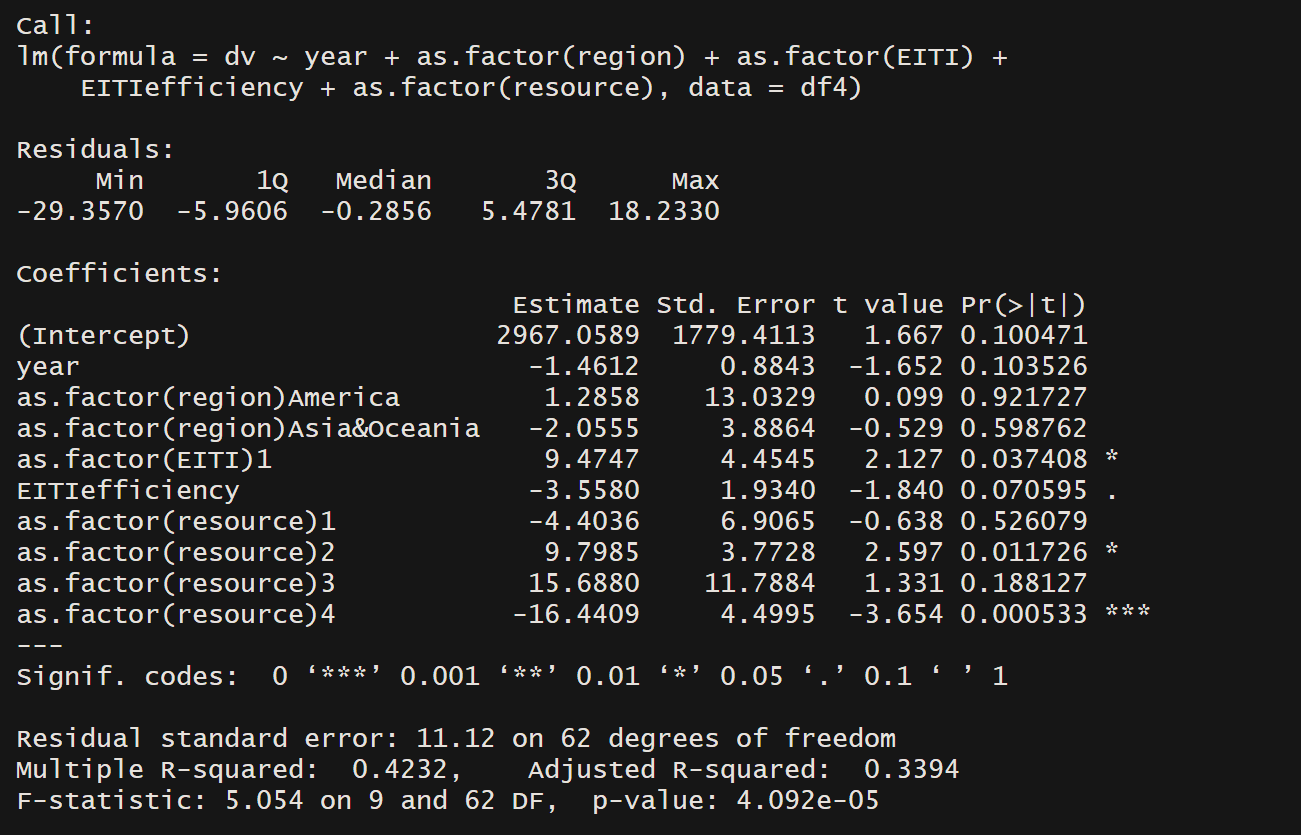 Call:
lm(formula = dv ~ year + as.factor(region) + as.factor(EITI) +
    EITIefficiency + as.factor(resource), data = df4)
Residuals:
     Min       1Q   Median       3Q      Max
-29.3570  -5.9606  -0.2856   5.4781  18.2330
Coefficients:
                               Estimate Std. Error t value Pr(>|t|)
(Intercept)                   2967.0589  1779.4113   1.667 0.100471
year                            -1.4612     0.8843  -1.652 0.103526
as.factor(region)America         1.2858    13.0329   0.099 0.921727
as.factor(region)Asia&Oceania   -2.0555     3.8864  -0.529 0.598762
as.factor(EITI)1                 9.4747     4.4545   2.127 0.037408 *
EITIefficiency                  -3.5580     1.9340  -1.840 0.070595 .
as.factor(resource)1            -4.4036     6.9065  -0.638 0.526079
as.factor(resource)2             9.7985     3.7728   2.597 0.011726 *
as.factor(resource)3            15.6880    11.7884   1.331 0.188127
as.factor(resource)4           -16.4409     4.4995  -3.654 0.000533 ***
---
Signif. codes:  0 ‘***’ 0.001 ‘**’ 0.01 ‘*’ 0.05 ‘.’ 0.1 ‘ ’ 1
Residual standard error: 11.12 on 62 degrees of freedom
Multiple R-squared:  0.4232,    Adjusted R-squared:  0.3394
F-statistic: 5.054 on 9 and 62 DF,  p-value: 4.092e-05